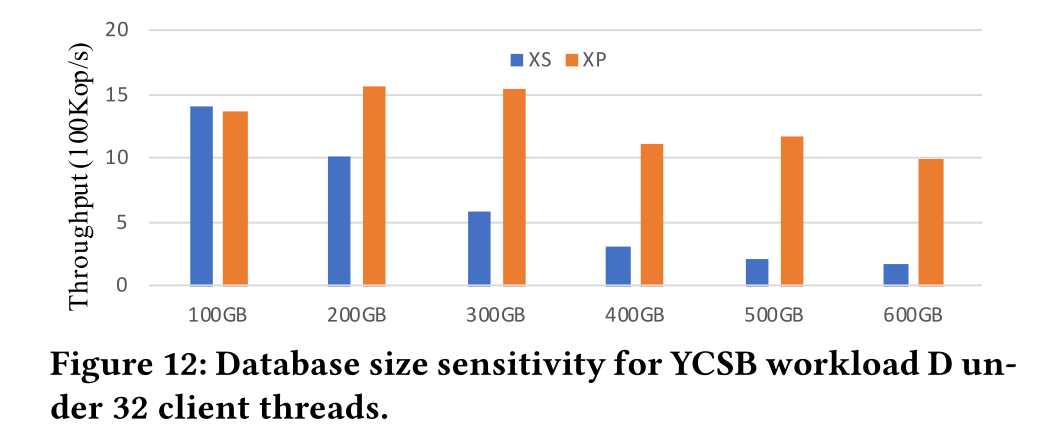 20
XS XP
15
10
5
0
Throughput (100Kop/s)
100GB 200GB 300GB 400GB 500GB 600GB
Figure 12: Database size sensitivity for YCSB workload D un-
der 32 client threads.